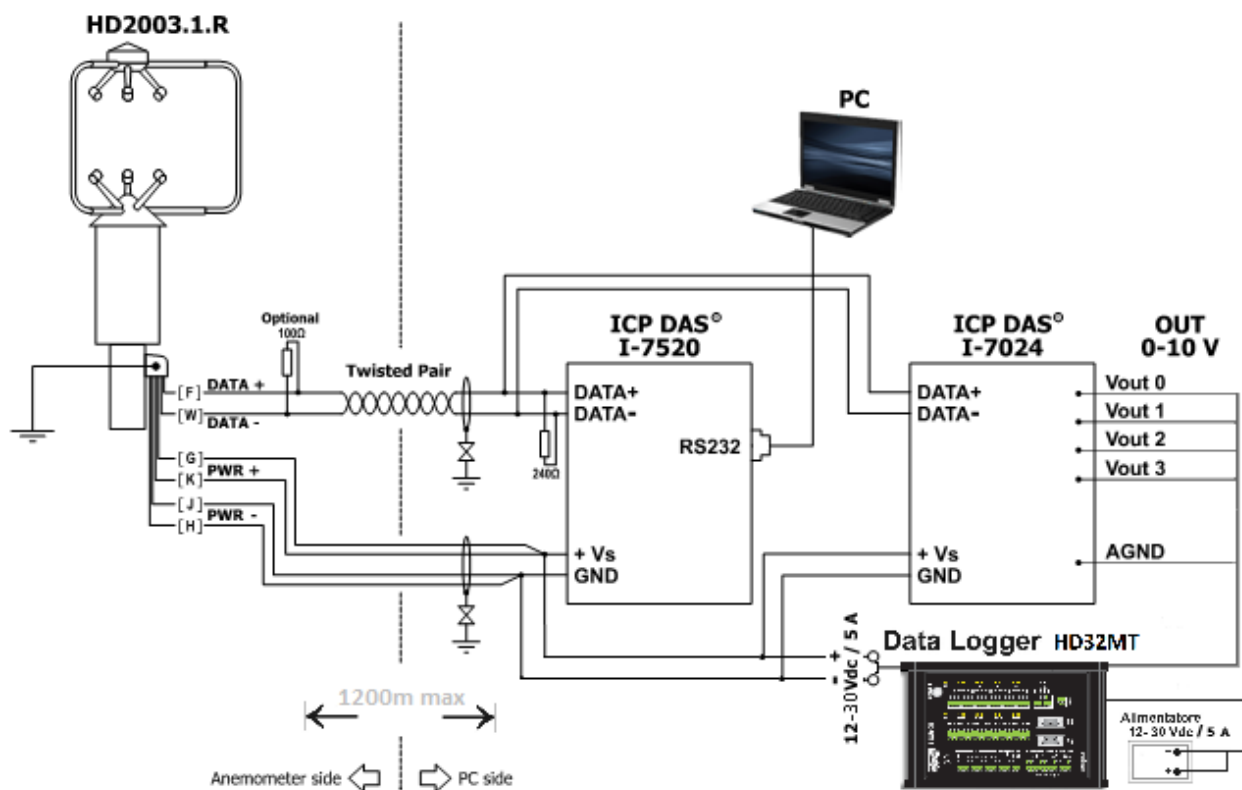 HD2003.1.R
PC
Optional
100Ω
Twisted Pair
ICP DAS®
I-7520
ICP DAS®
I-7024
OUT
0-10 V
[F] DATA +
[W] DATA -
[G]
[K] PWR +
[J]
[H] PWR -
240Ω
DATA+
DATA-
RS232
+ Vs
GND
DATA+
DATA-
+ Vs
GND
Vout 0
Vout 1
Vout 2
Vout 3
AGND
1200m max
Anemometer side
PC side
+
-
12-30Vdc / 5 A
Data Logger HD32MT
Alimentatore
12- 30 Vdc / 5 A
-
+